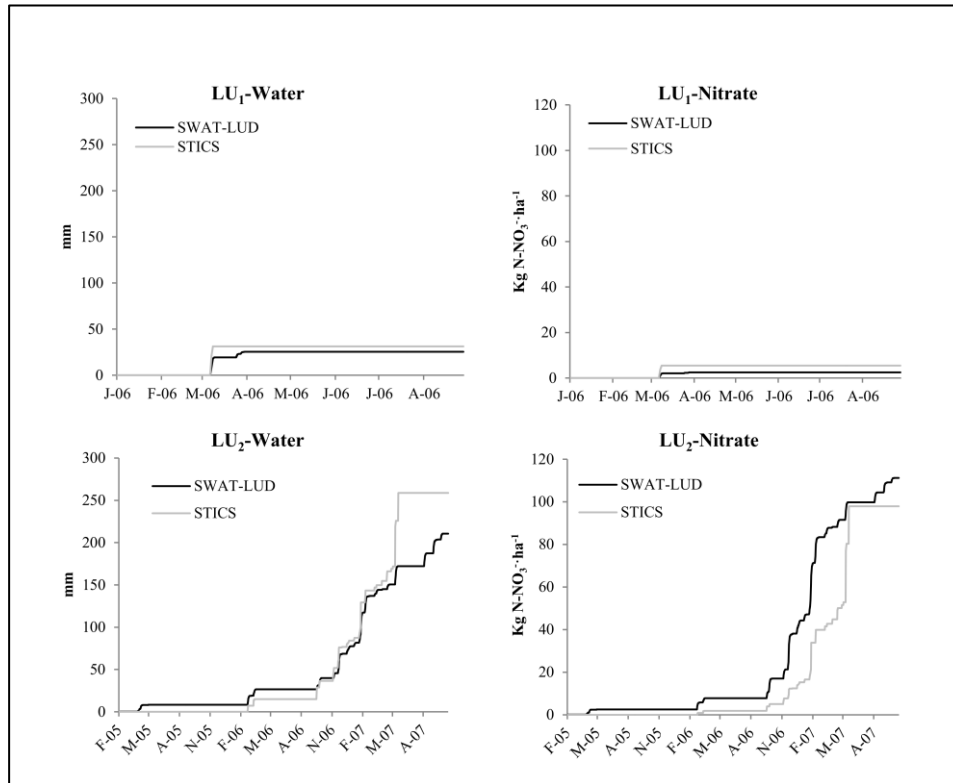 LU₁-Water
300
250
200
150
100
50
0
mm
SWAT-LUD
STICS
J-06 F-06 M-06 A-06 M-06 J-06 J-06 A-06
LU₁-Nitrate
120
100
80
60
40
20
0
Kg N-NO₃⁻·ha⁻¹
SWAT-LUD
STICS
J-06 F-06 M-06 A-06 M-06 J-06 J-06 A-06
LU₂-Water
300
250
200
150
100
50
0
mm
SWAT-LUD
STICS
F-05 M-05 A-05 N-05 F-06 M-06 A-06 N-06 F-07 M-07 A-07
LU₂-Nitrate
120
100
80
60
40
20
0
Kg N-NO₃⁻·ha⁻¹
SWAT-LUD
STICS
F-05 M-05 A-05 N-05 F-06 M-06 A-06 N-06 F-07 M-07 A-07